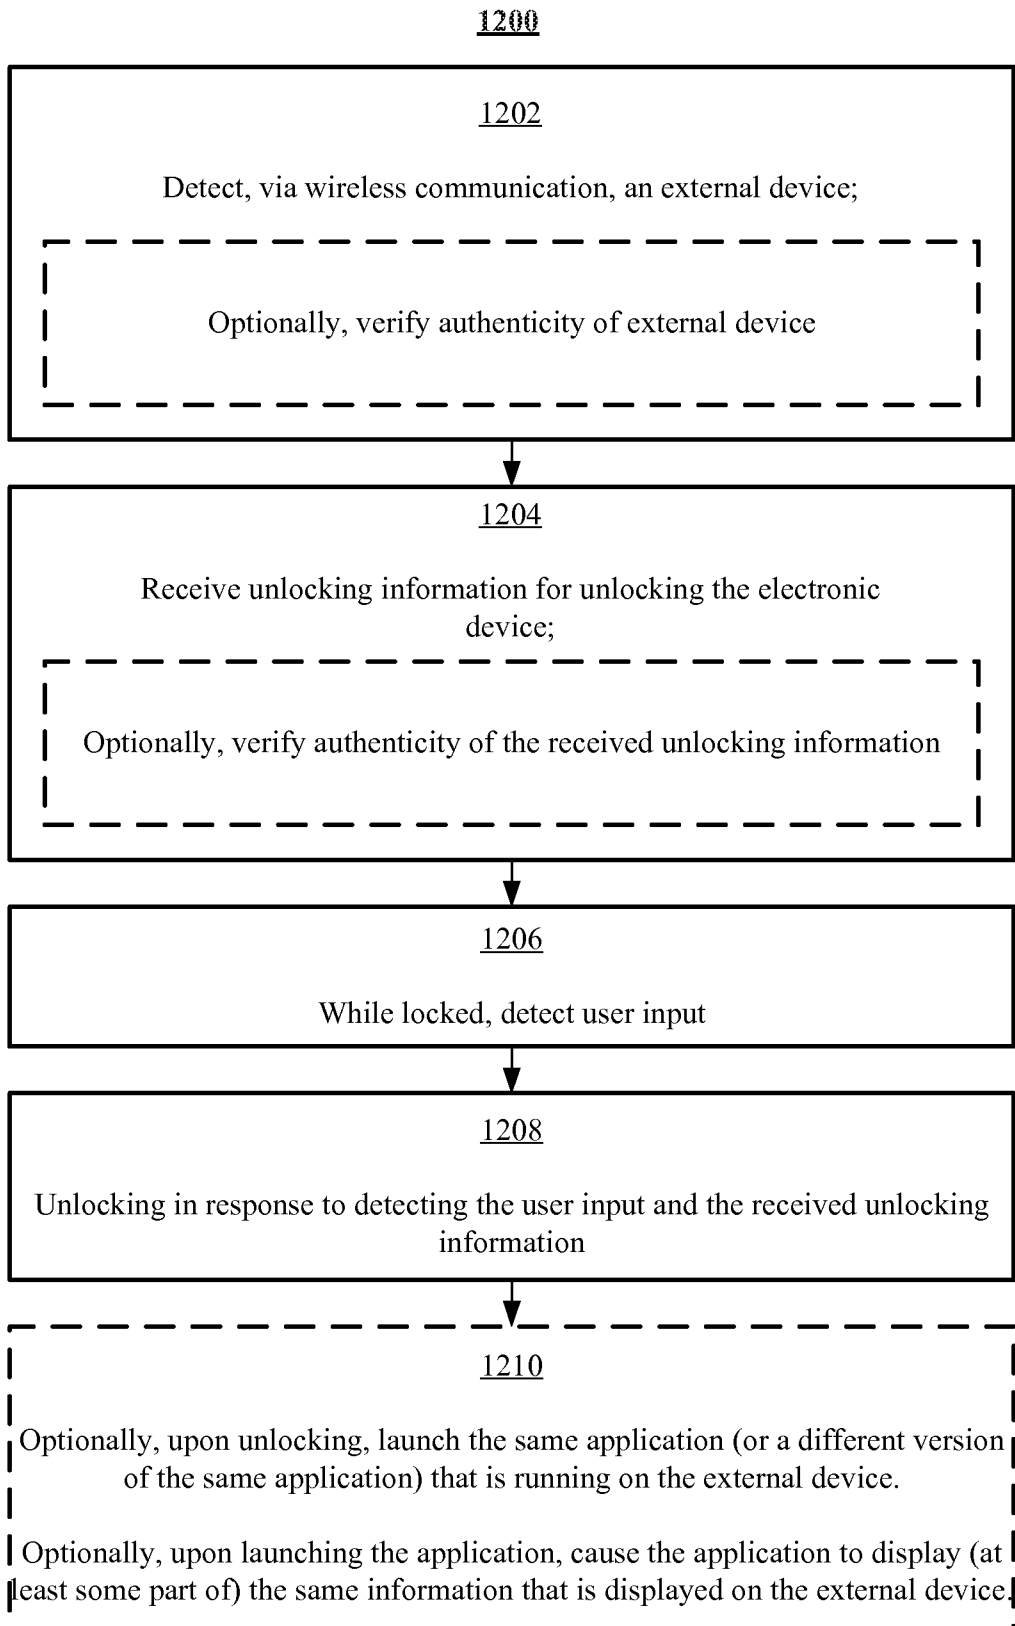 1200
1202
Detect, via wireless communication, an external device;
Optionally, verify authenticity of external device
1204
Receive unlocking information for unlocking the electronic
device;
Optionally, verify authenticity of the received unlocking information
1206
While locked, detect user input
1208
Unlocking in response to detecting the user input and the received unlocking
information
1210
Optionally, upon unlocking, launch the same application (or a different version
of the same application) that is running on the external device.
Optionally, upon launching the application, cause the application to display (at
least some part of) the same information that is displayed on the external device.